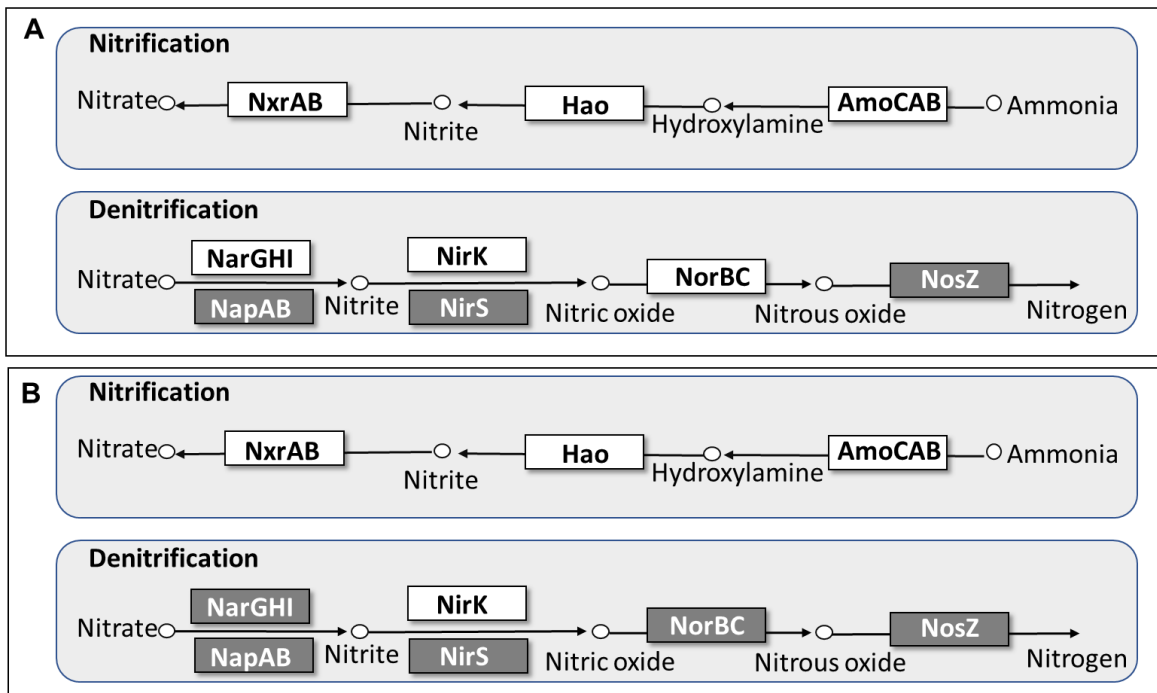 A
Nitrification
Nitrate
NxrAB
Nitrite
Hao
Hydroxylamine
AmoCAB
Ammonia
Denitrification
Nitrate
NarGHI
NapAB
Nitrite
NirK
NirS
Nitric oxide
NorBC
Nitrous oxide
NosZ
Nitrogen
B
Nitrification
Nitrate
NxrAB
Nitrite
Hao
Hydroxylamine
AmoCAB
Ammonia
Denitrification
Nitrate
NarGHI
NapAB
Nitrite
NirK
NirS
Nitric oxide
NorBC
Nitrous oxide
NosZ
Nitrogen